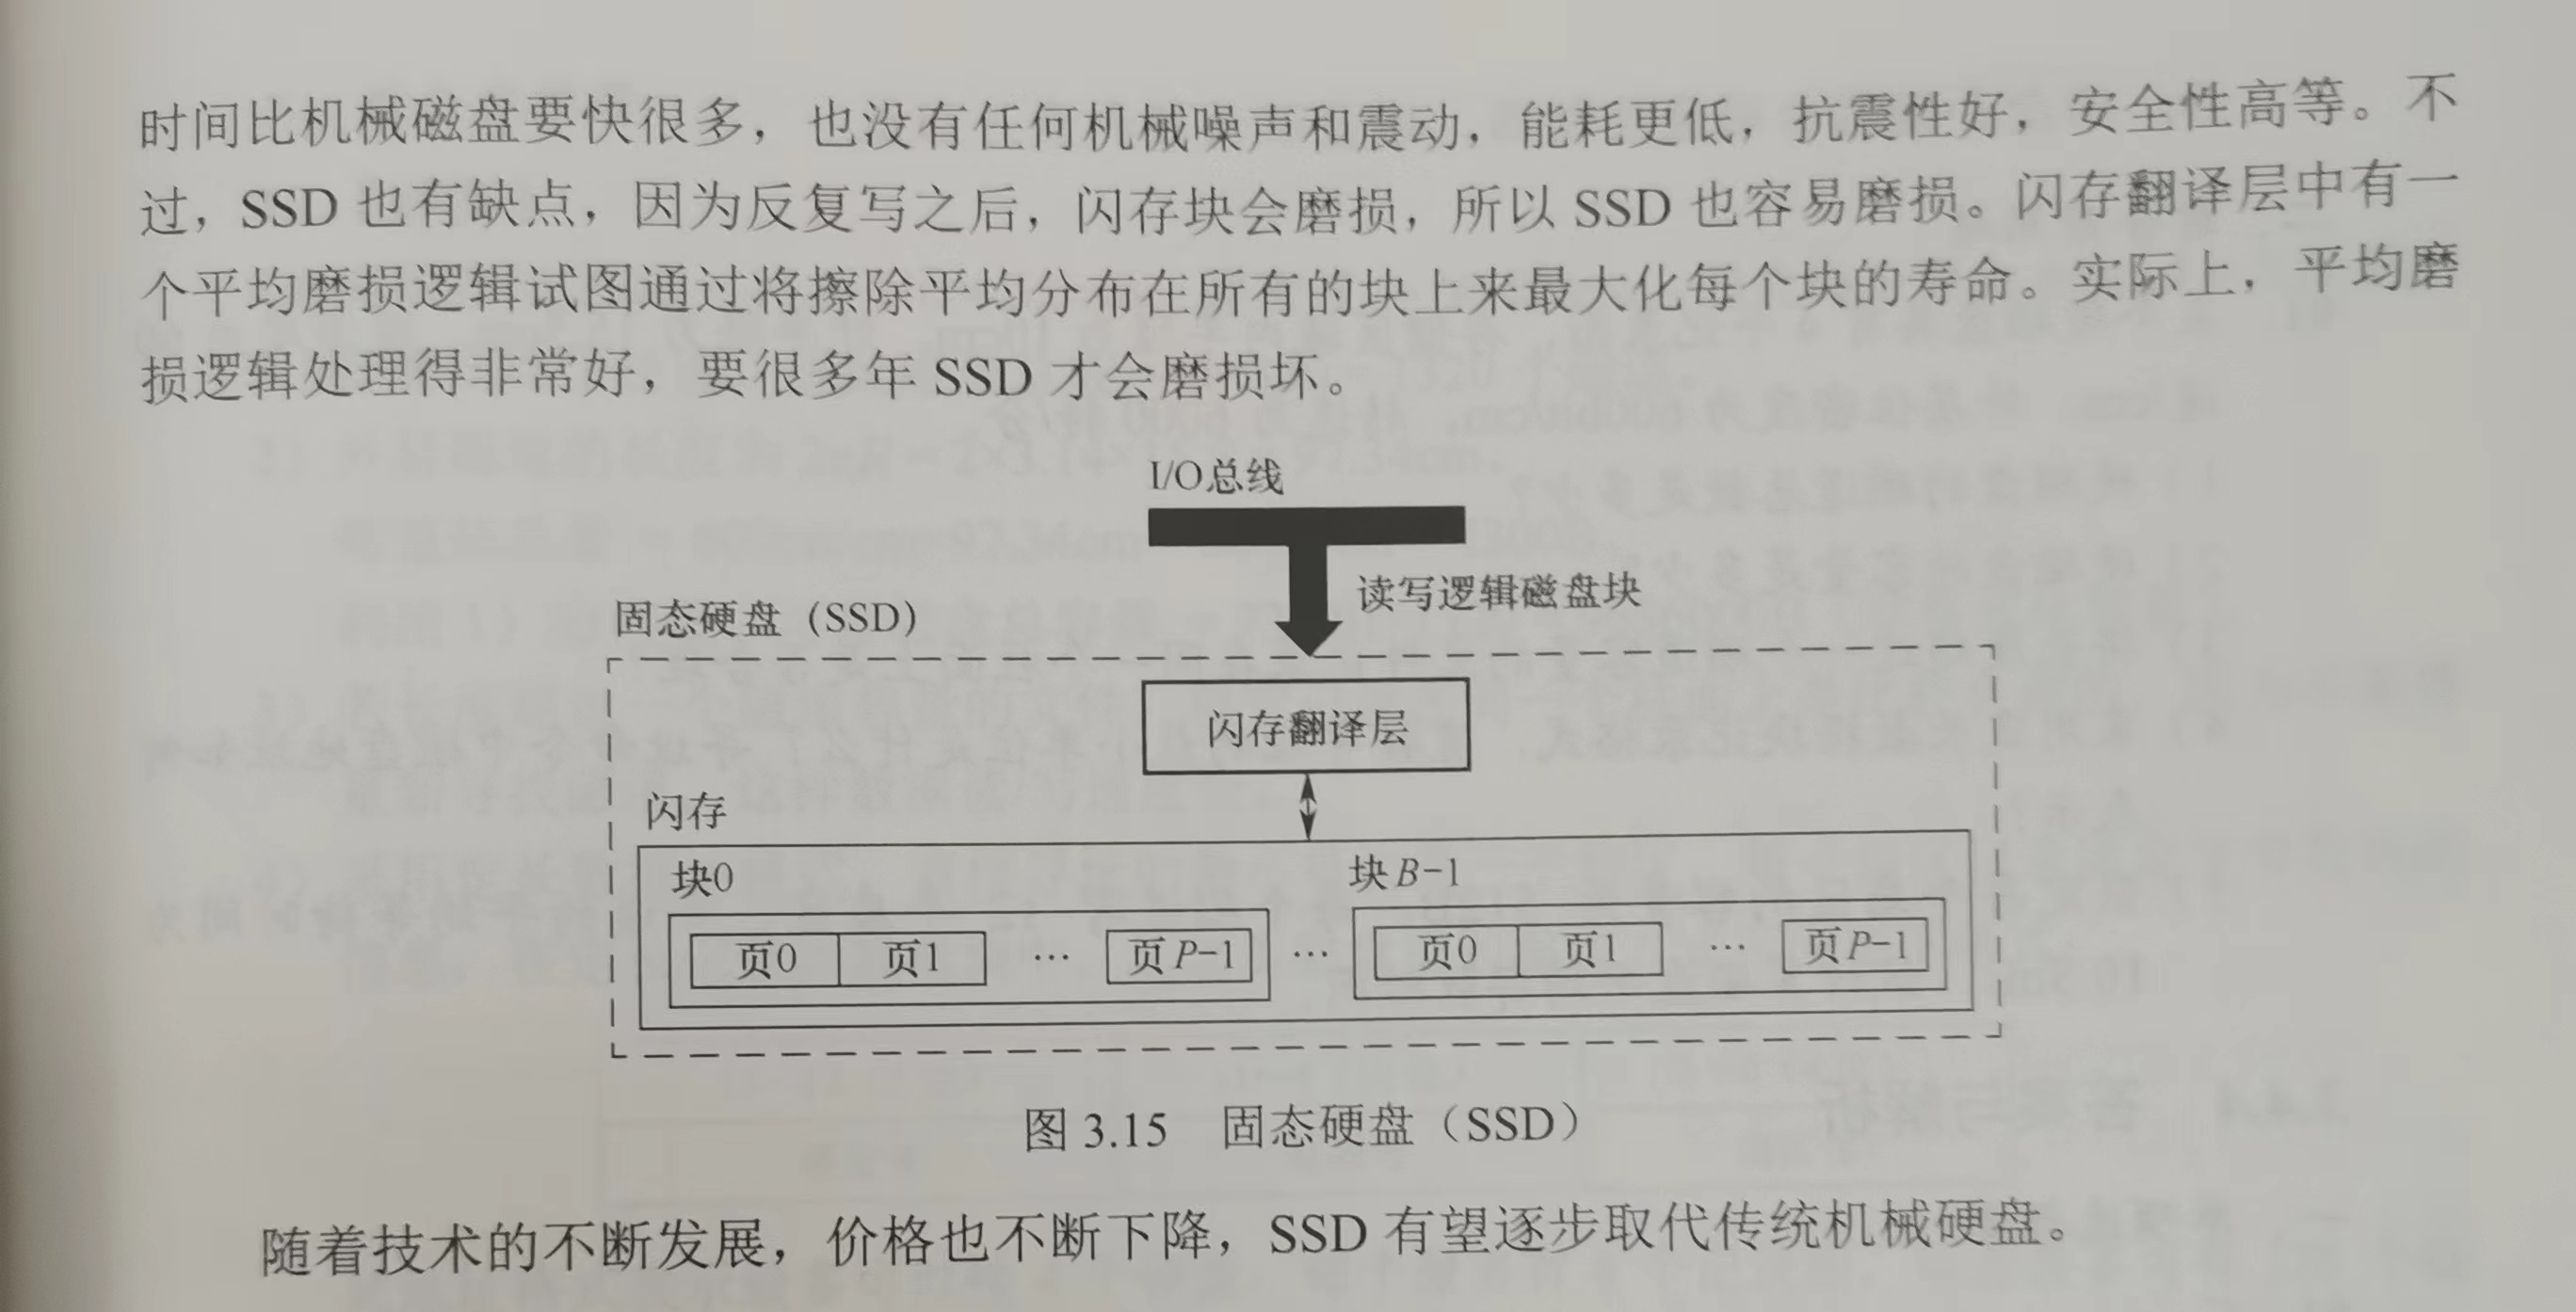 时间比机械磁盘要快很多，也没有任何机械噪声和震动，能耗更低，抗震性好，安全性高等。不
过，SSD 也有缺点，因为反复写之后，闪存块会磨损，所以 SSD 也容易磨损。闪存翻译层中有一
个平均磨损逻辑试图通过将擦除平均分布在所有的块上来最大化每个块的寿命。实际上，平均磨
损逻辑处理得非常好，要很多年 SSD 才会磨损坏。
I/O总线
读写逻辑磁盘块
固态硬盘（SSD）
闪存翻译层
闪存
块0 块B-1
页0 页1 … 页P-1 … 页0 页1 … 页P-1
图 3.15 固态硬盘（SSD）
随着技术的不断发展，价格也不断下降，SSD 有望逐步取代传统机械硬盘。